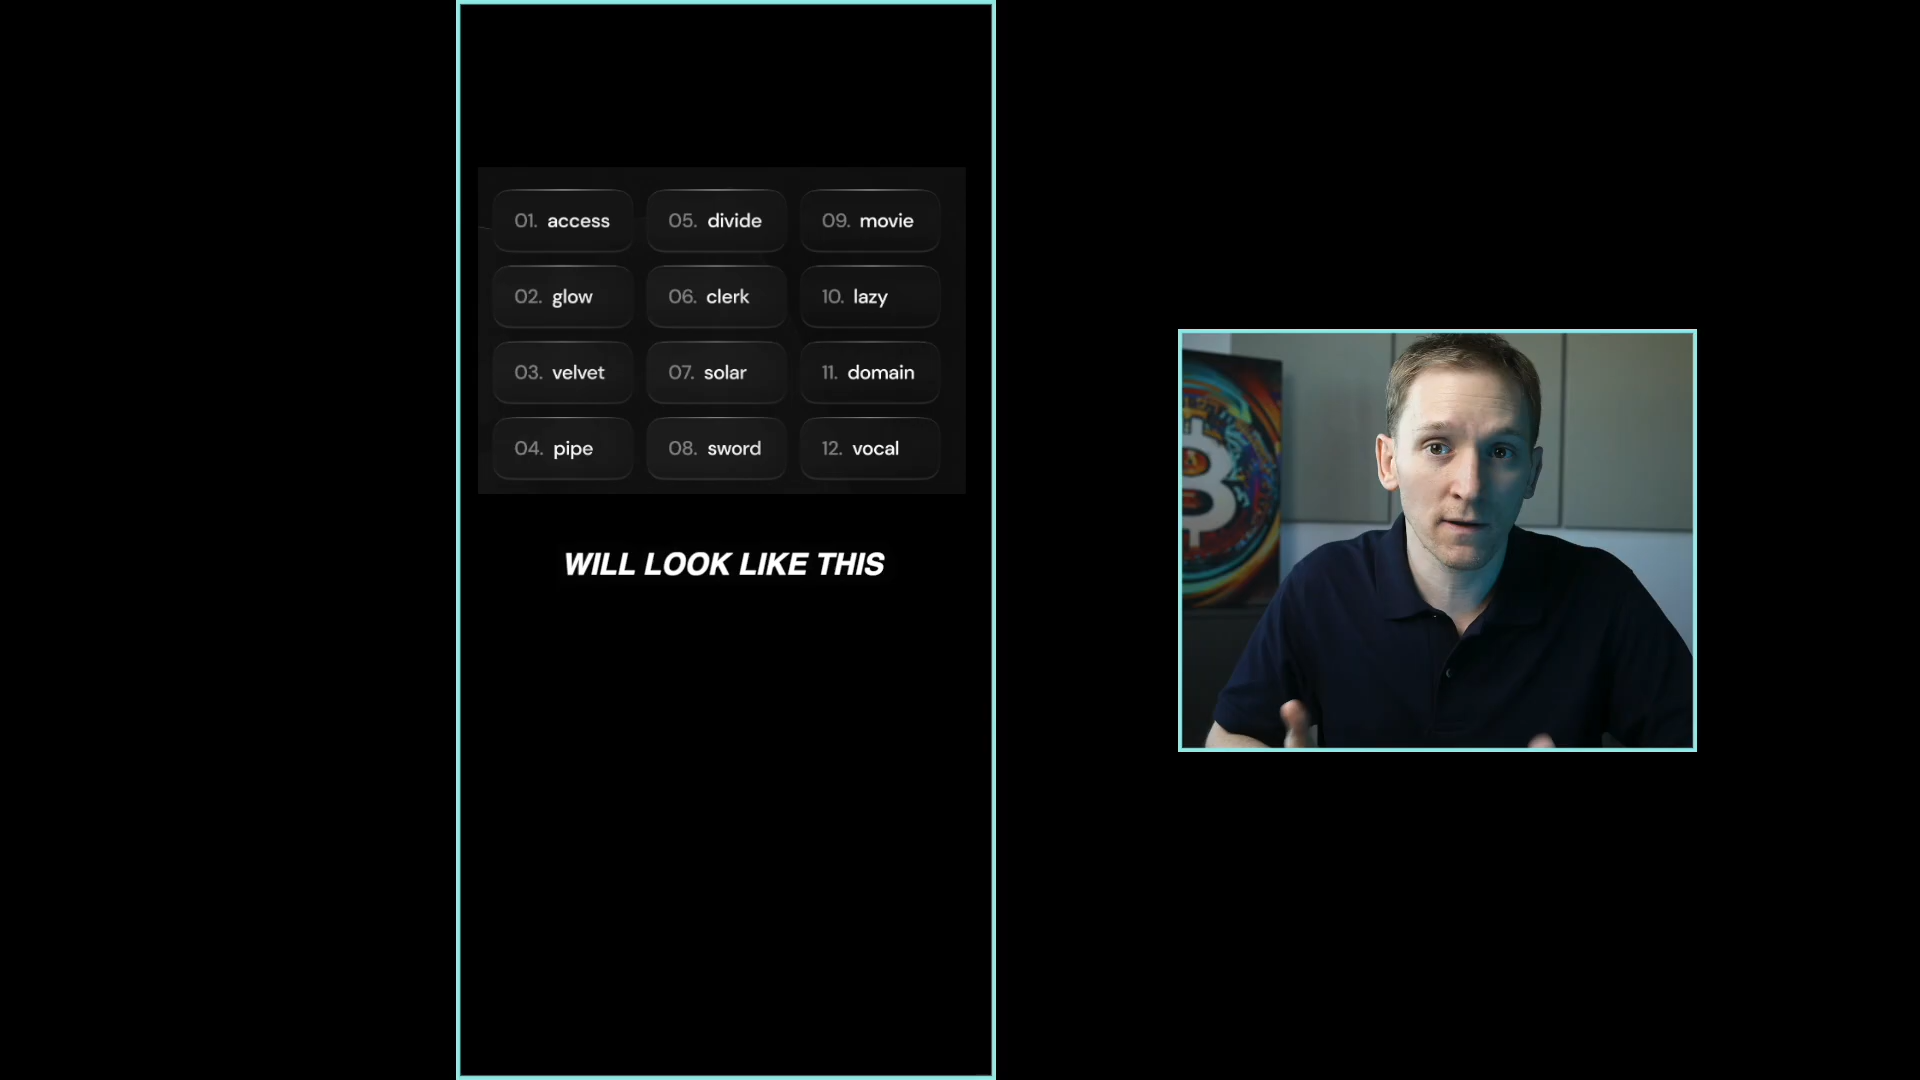 01. access 05. divide 09. movie
02. glow 06. clerk 10. lazy
03. velvet 07. solar 11. domain
04. pipe 08. sword 12. vocal
WILL LOOK LIKE THIS